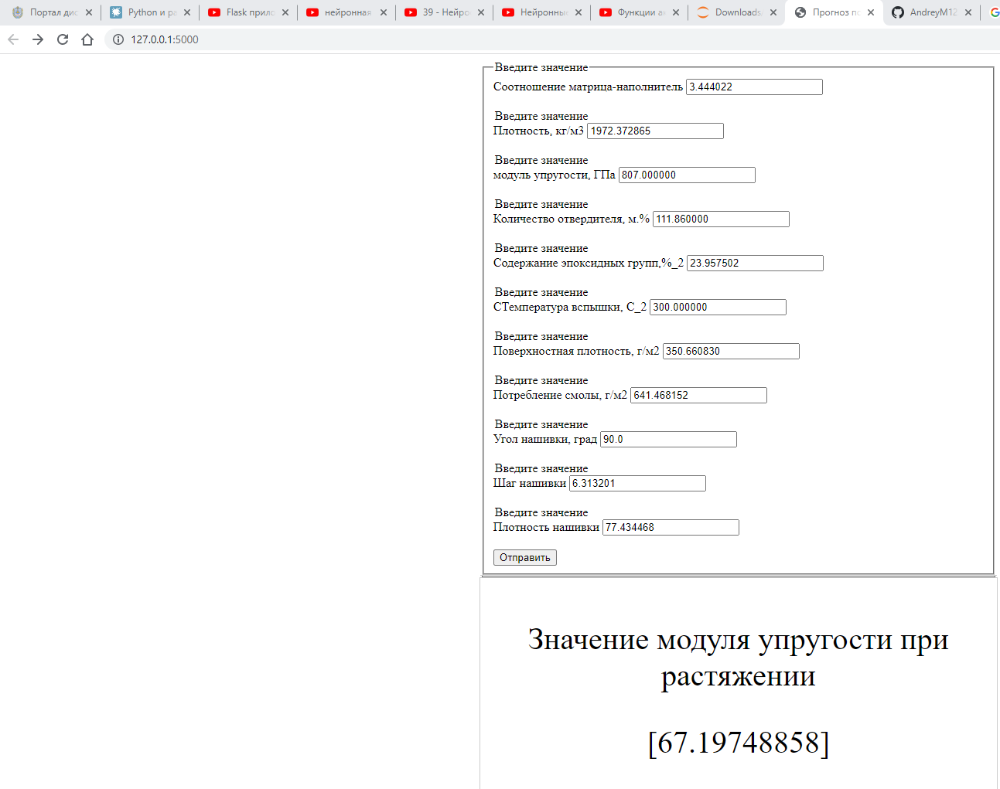 Портал дис
Python и ра
Flask прило
нейронная
39 - Нейро
Нейронные
Функции ак
Downloads/
Прогноз по
AndreyM12
127.0.0.1:5000
Введите значение
Соотношение матрица-наполнитель 3.444022
Введите значение
Плотность, кг/м3 1972.372865
Введите значение
модуль упругости, ГПа 807.000000
Введите значение
Количество отвердителя, м.% 111.860000
Введите значение
Содержание эпоксидных групп,%_2 23.957502
Введите значение
СТемпература вспышки, С_2 300.000000
Введите значение
Поверхностная плотность, г/м2 350.660830
Введите значение
Потребление смолы, г/м2 641.468152
Введите значение
Угол нашивки, град 90.0
Введите значение
Шаг нашивки 6.313201
Введите значение
Плотность нашивки 77.434468
Отправить
Значение модуля упругости при
растяжении
[67.19748858]